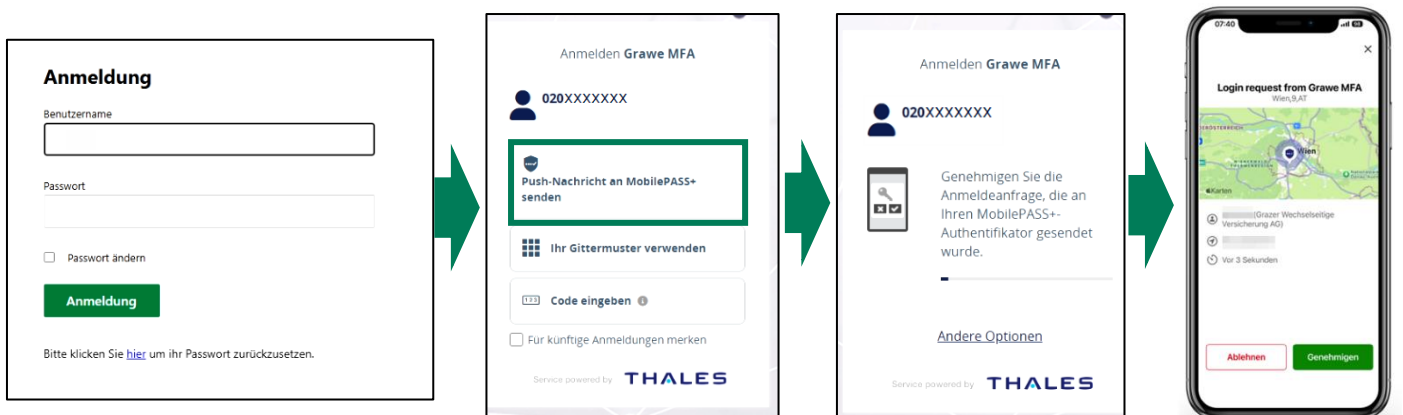 Anmeldung
Benutzername
Passwort
Passwort ändern
Anmeldung
Bitte klicken Sie hier um ihr Passwort zurückzusetzen.
Anmelden Grawe MFA
020XXXXXXX
Push-Nachricht an MobilePASS+
senden
Ihr Gittermuster verwenden
123 Code eingeben
Für künftige Anmeldungen merken
Service powered by THALES
Anmelden Grawe MFA
020XXXXXXX
Genehmigen Sie die
Anmeldeanfrage, die an
Ihren MobilePASS+-
Authentifikator gesendet
wurde.
Andere Optionen
Service powered by THALES
07:40
Login request from Grawe MFA
Wien,9,AT
Wien
Karten
(Grazer Wechselseitige
Versicherung AG)
Vor 3 Sekunden
Ablehnen
Genehmigen